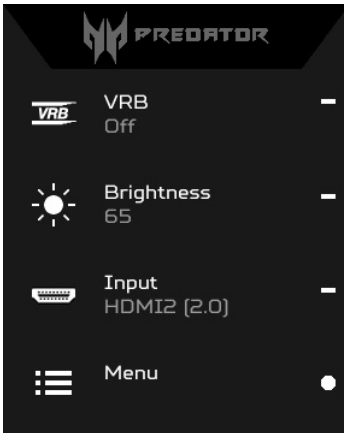 PREDATOR
VRB
VRB
Off
Brightness
65
Input
HDMI2 (2.0)
Menu